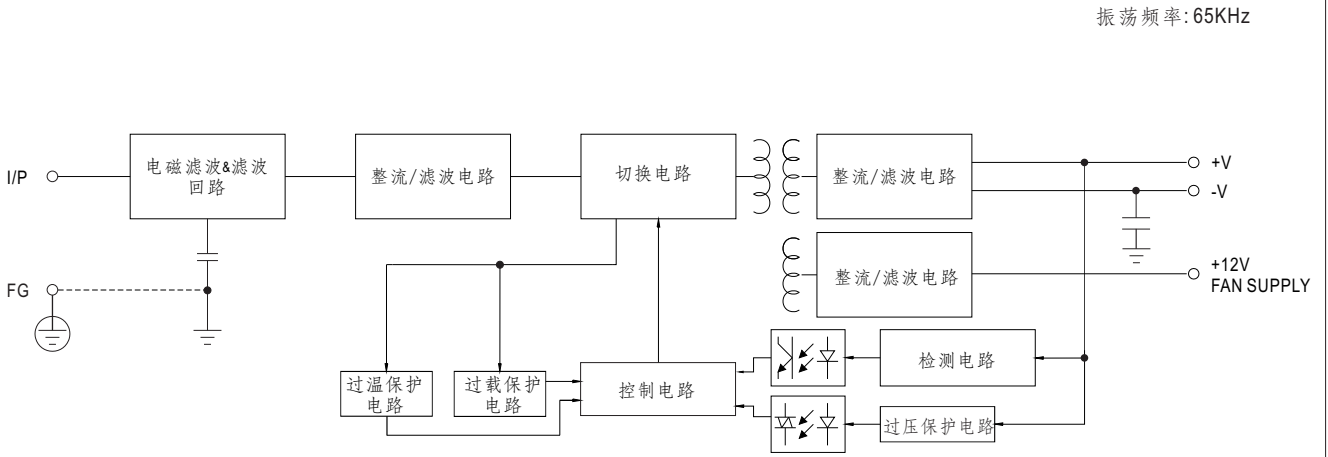 振荡频率: 65KHz
I/P
电磁滤波&滤波
回路
整流/滤波电路
切换电路
整流/滤波电路
+V
-V
整流/滤波电路
+12V
FAN SUPPLY
FG
检测电路
过温保护
电路
过载保护
电路
控制电路
过压保护电路